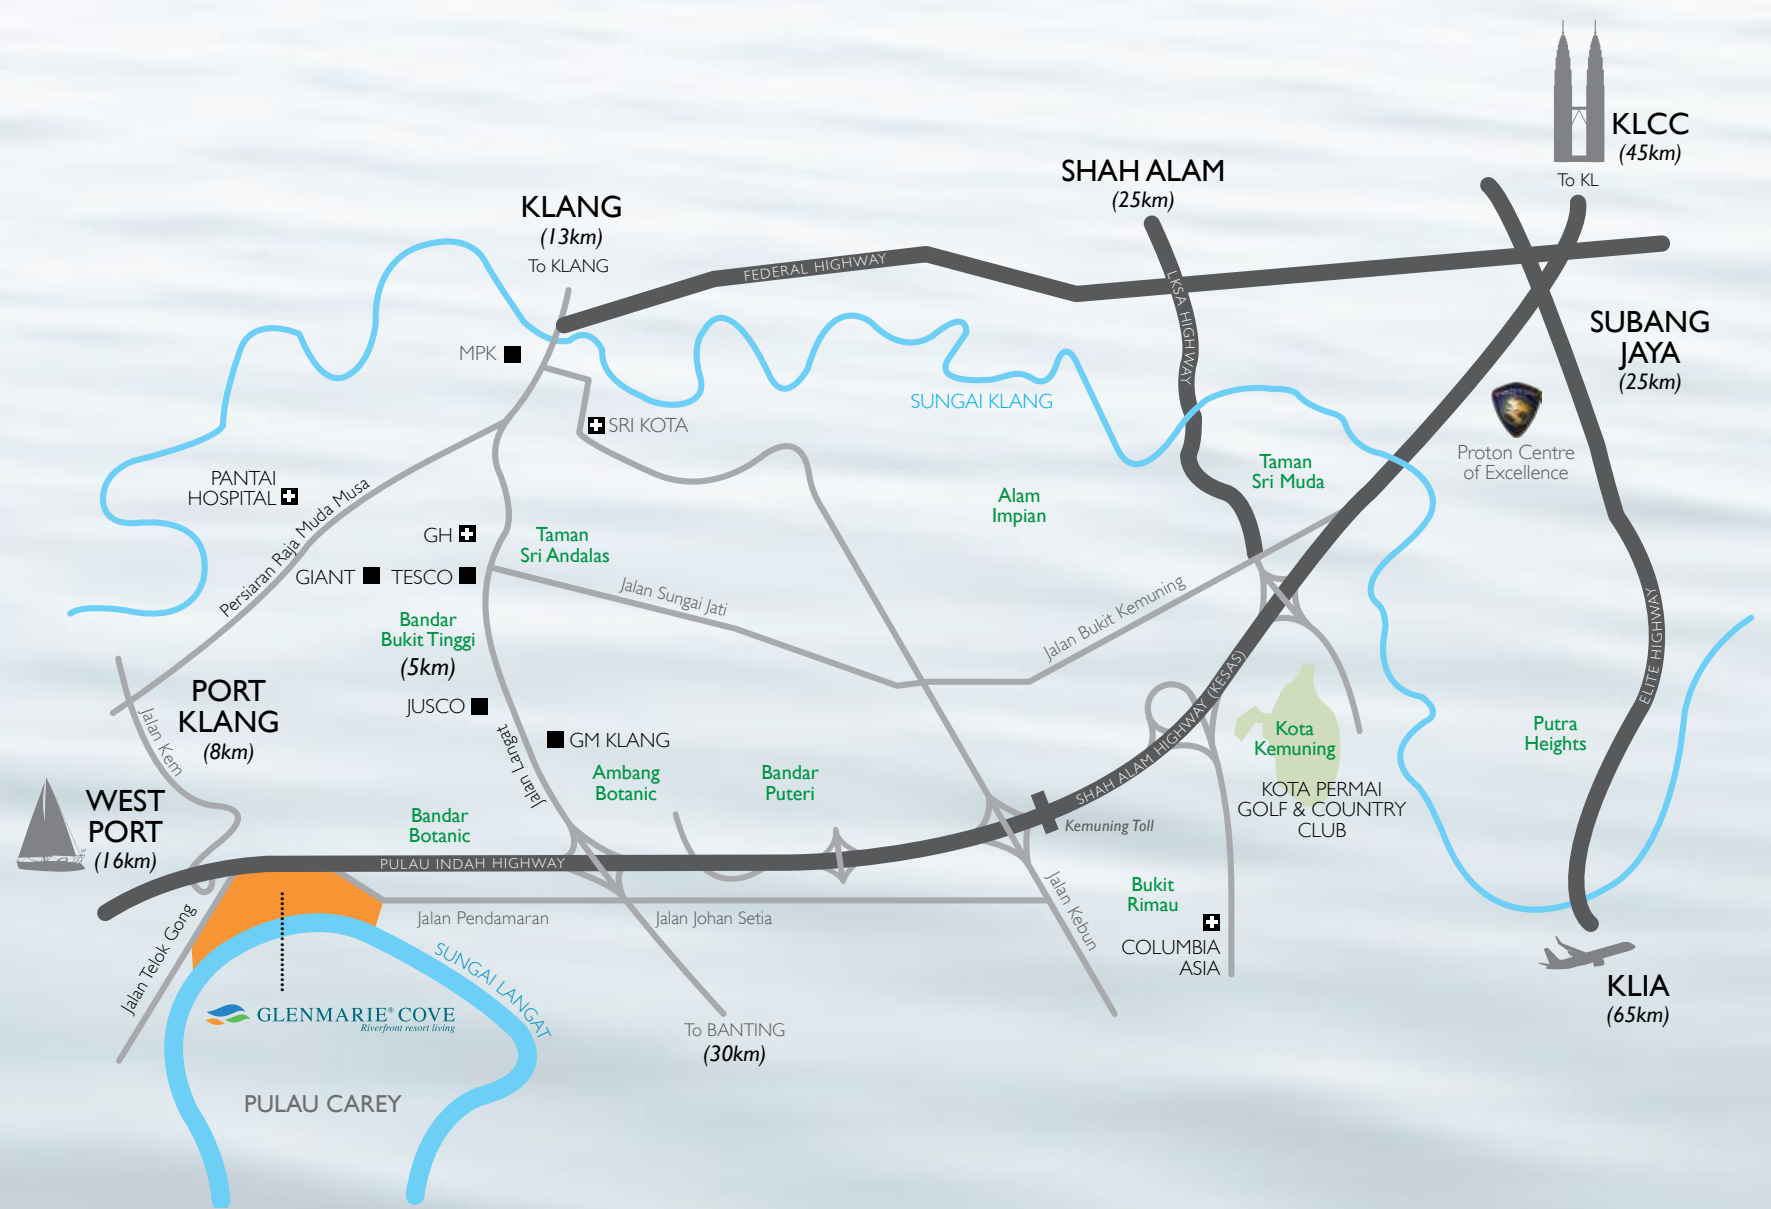 KLCC
(45km)
To KL
SHAH ALAM
(25km)
KLANG
(13km)
To KLANG
FEDERAL HIGHWAY
LKSA HIGHWAY
SUBANG
JAYA
(25km)
MPK
SUNGAI KLANG
SRI KOTA
Proton Centre
of Excellence
Taman
Sri Muda
PANTAI
HOSPITAL
Alam
Impian
Persiaran Raja Muda Musa
GH
Taman
Sri Andalas
GIANT
TESCO
Jalan Sungai Jati
Jalan Bukit Kemuning
Bandar
Bukit Tinggi
(5km)
ELITE HIGHWAY
PORT
KLANG
(8km)
Jalan Kem
JUSCO
Jalan Langat
GM KLANG
SHAH ALAM HIGHWAY (KESAS)
Kota
Kemuning
Putra
Heights
Ambang
Botanic
Bandar
Puteri
KOTA PERMAI
GOLF & COUNTRY
CLUB
WEST
PORT
(16km)
Bandar
Botanic
Kemuning Toll
PULAU INDAH HIGHWAY
Jalan Pendamaran
Jalan Johan Setia
Jalan Kebun
Bukit
Rimau
COLUMBIA
ASIA
Jalan Telok Gong
SUNGAI LANGAT
GLENMARIE® COVE
Riverfront resort living
To BANTING
(30km)
KLIA
(65km)
PULAU CAREY